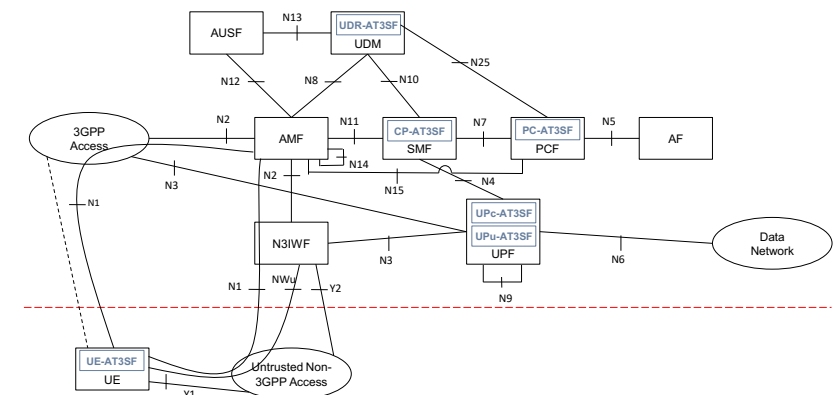 N13
AUSF
UDR-AT3SF
UDM
N12
N8
N10
N25
3GPP
Access
N2
AMF
N11
CP-AT3SF
SMF
N7
PC-AT3SF
PCF
N5
AF
N14
N3
N2
N15
N4
N1
UPc-AT3SF
UPu-AT3SF
UPF
N3IWF
N3
N6
Data
Network
N1
NWu
Y2
N9
UE-AT3SF
UE
Untrusted Non-
3GPP Access
Y1